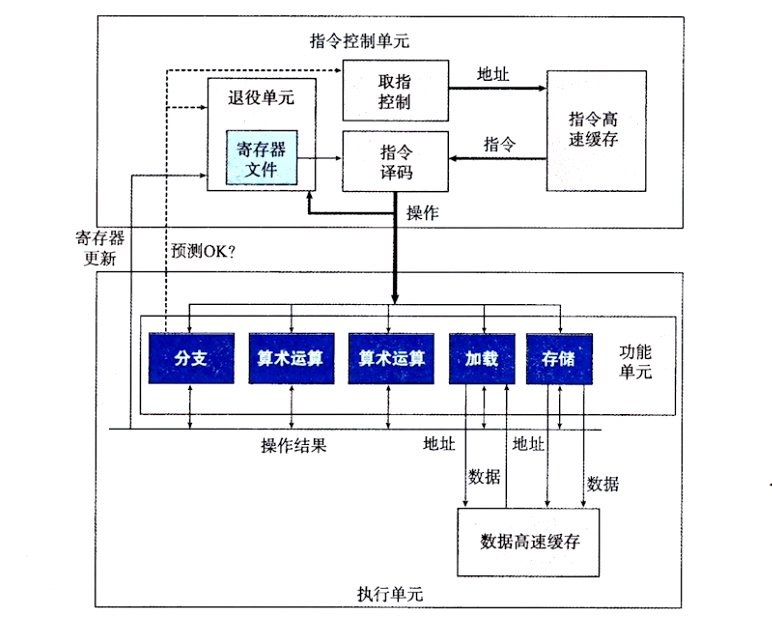 指令控制单元
取指
控制
地址
指令高
速缓存
退役单元
寄存器
文件
指令
译码
指令
操作
寄存器
更新
预测OK?
分支
算术运算
算术运算
加载
存储
功能
单元
操作结果
地址
地址
数据
数据
数据高速缓存
执行单元